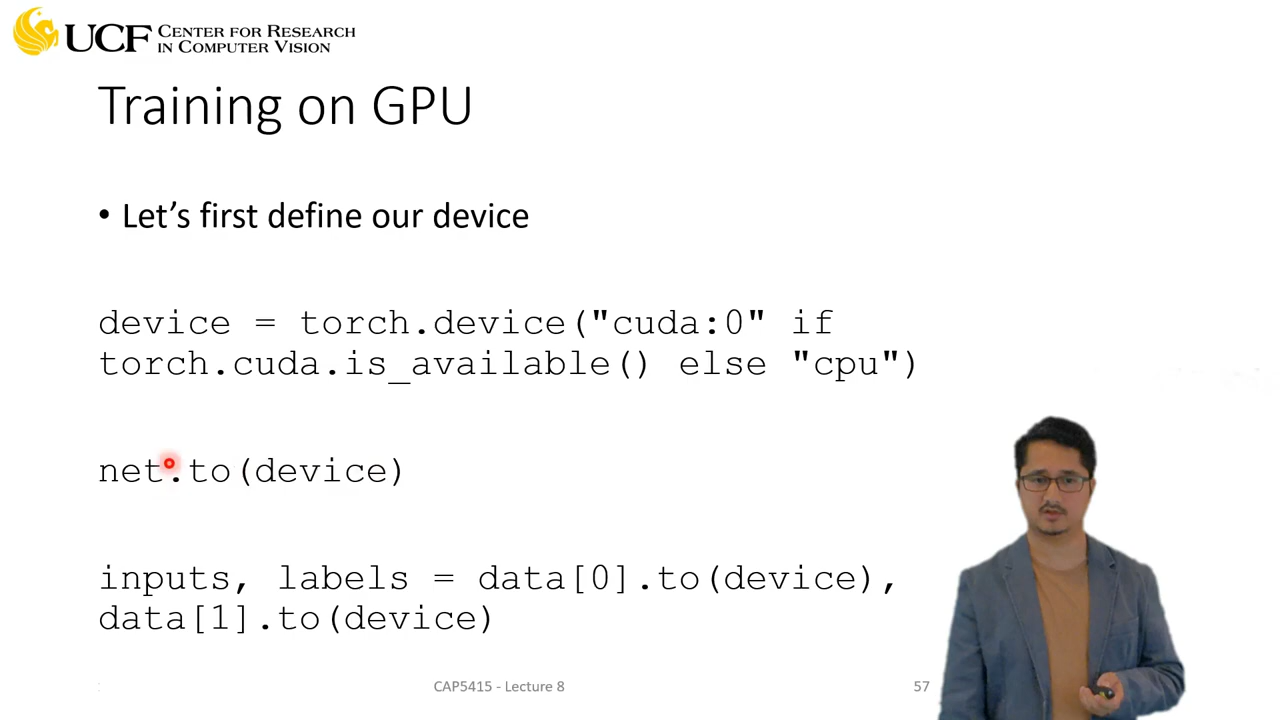 UCF CENTER FOR RESEARCH
IN COMPUTER VISION
Training on GPU
• Let’s first define our device
device = torch.device("cuda:0" if
torch.cuda.is_available() else "cpu")
net.to(device)
inputs, labels = data[0].to(device),
data[1].to(device)
CAP5415 - Lecture 8
57